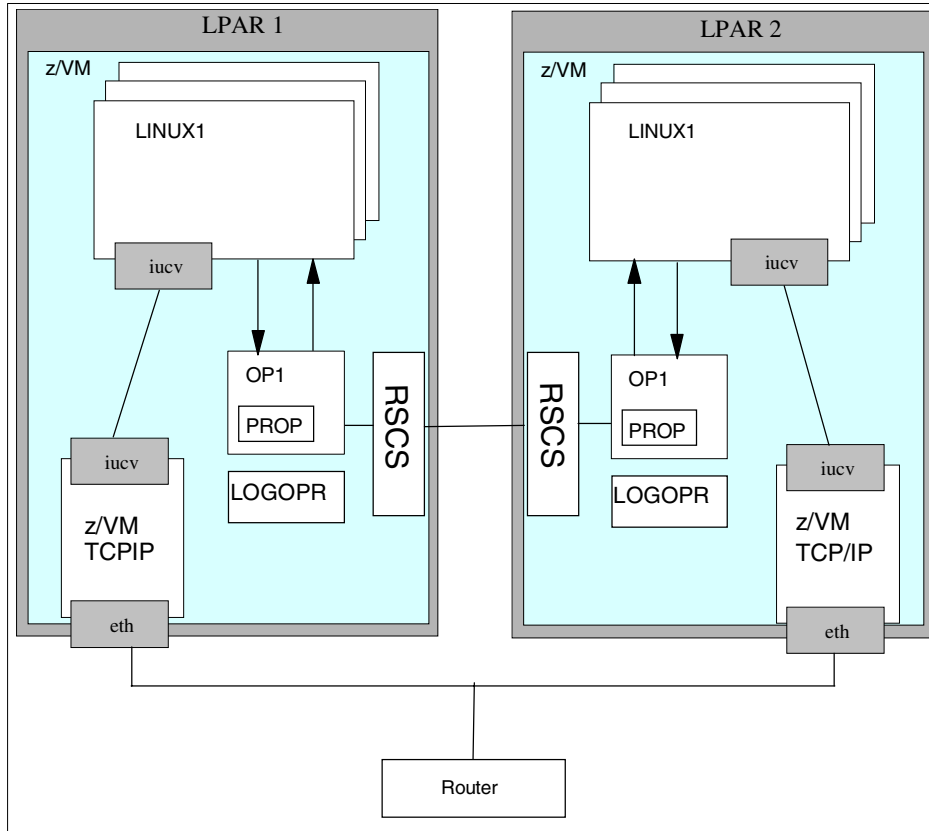 LPAR 1
z/VM
LINUX1
iucv
OP1
PROP
RSCS
LOGOPR
iucv
z/VM
TCPIP
eth
LPAR 2
z/VM
LINUX1
iucv
RSCS
OP1
PROP
LOGOPR
iucv
z/VM
TCP/IP
eth
Router